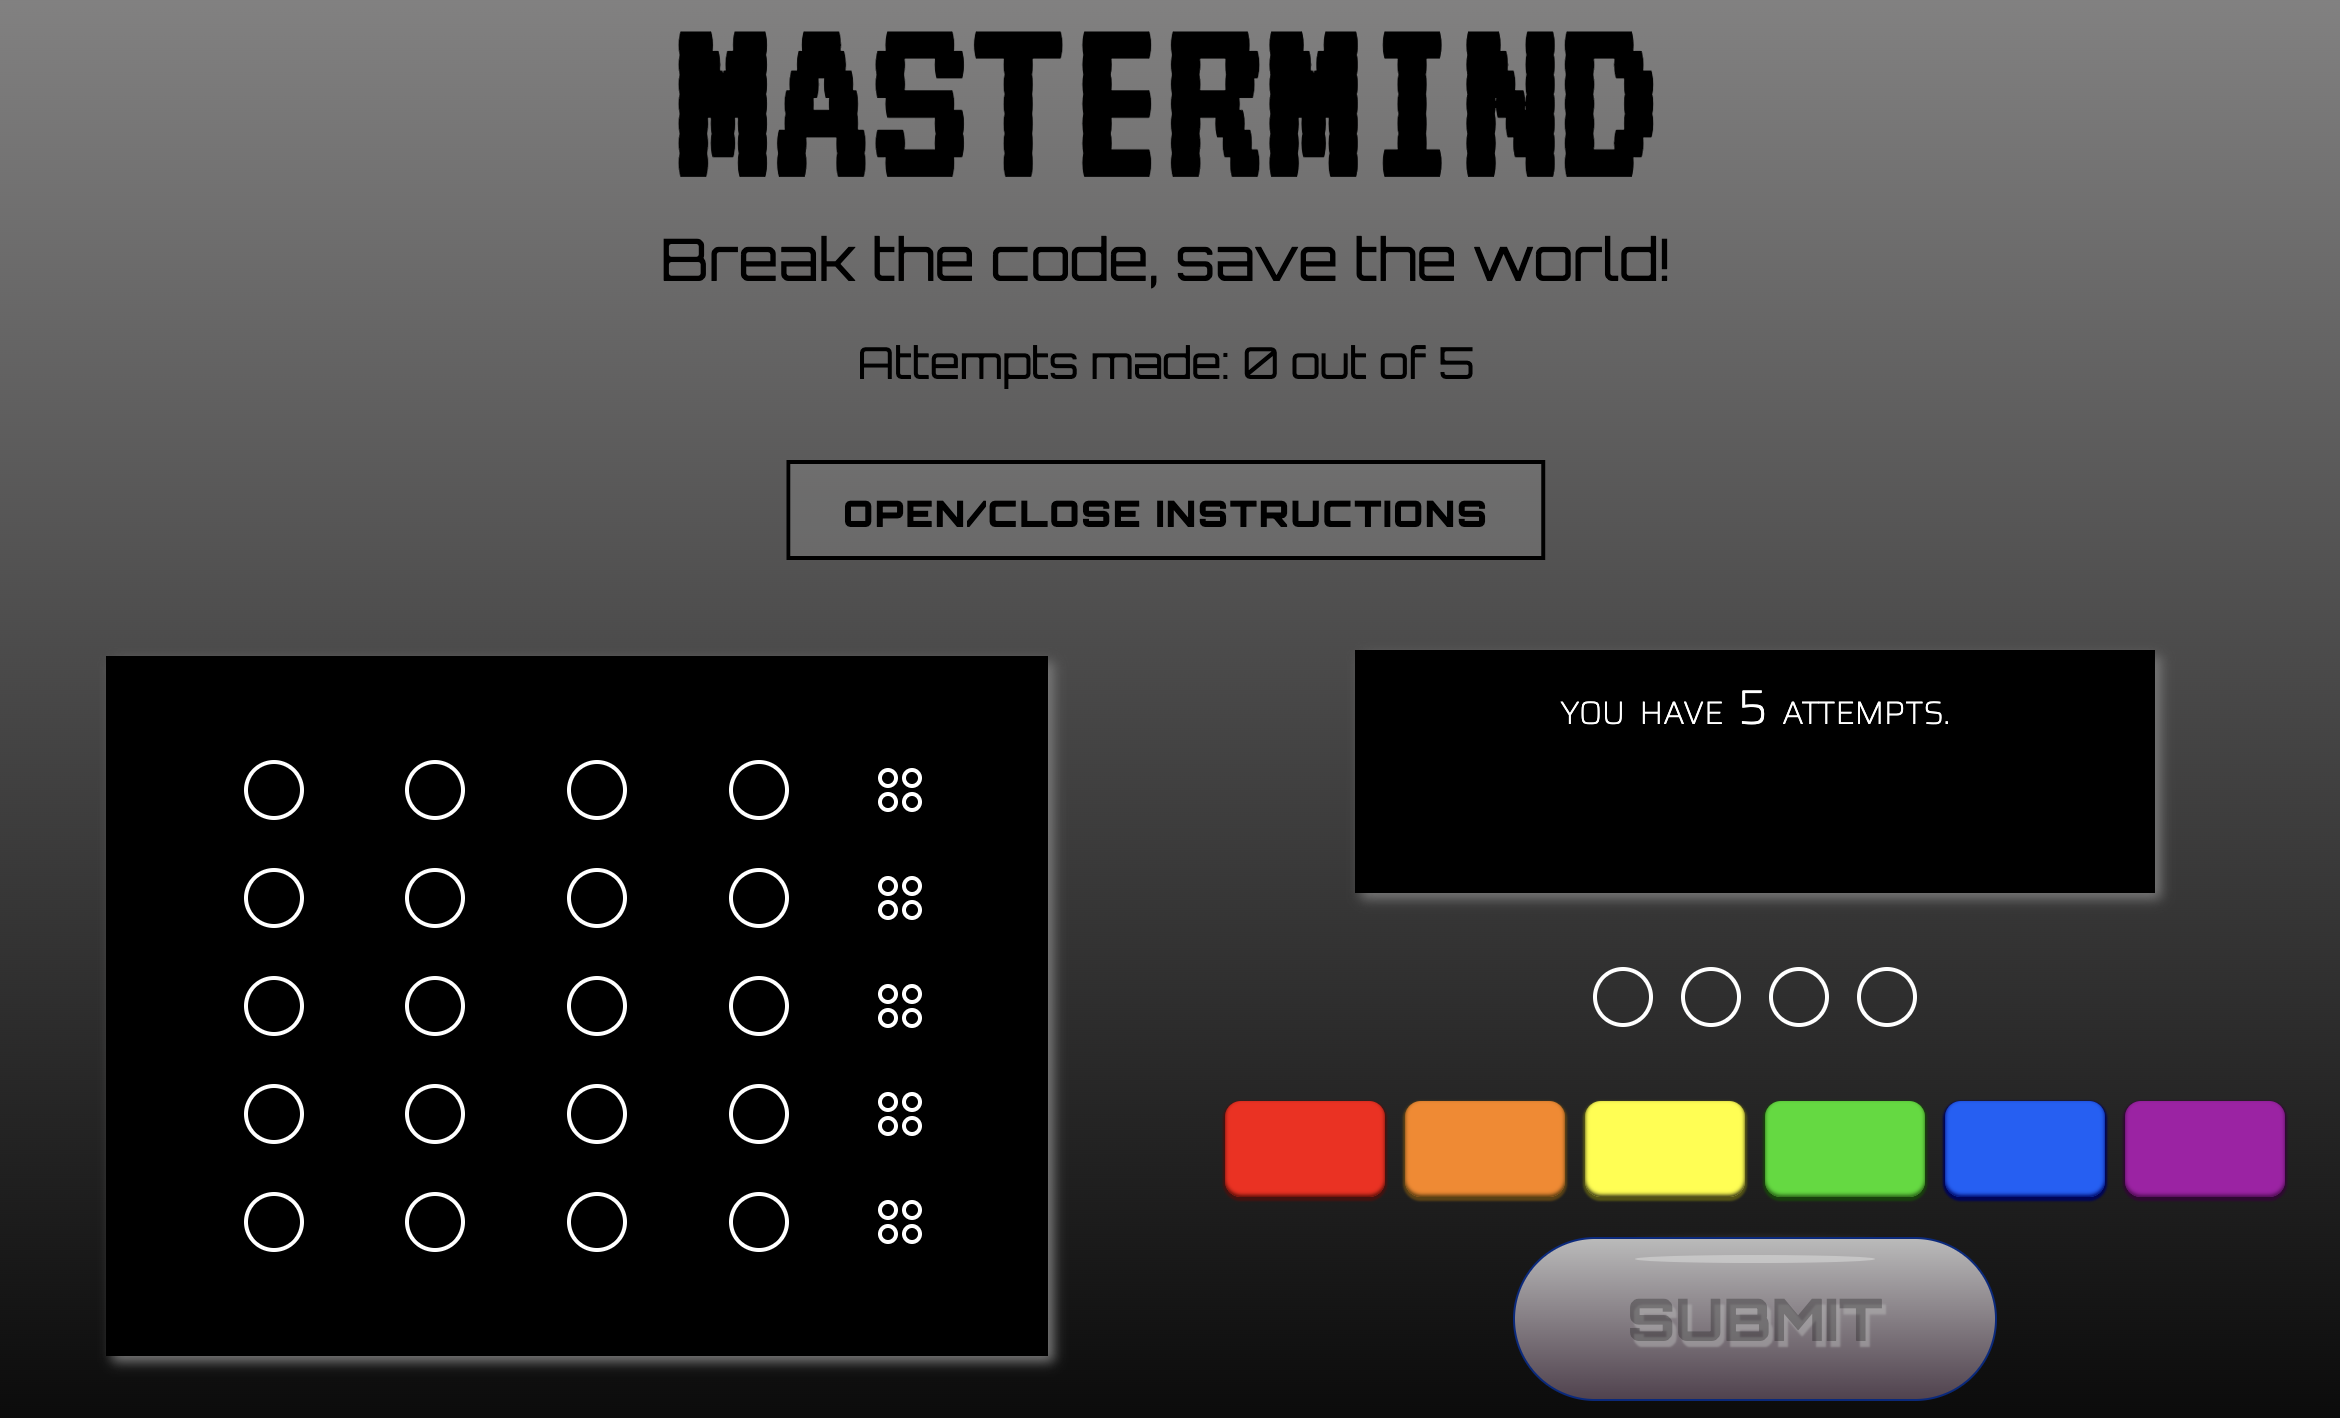 MASTERMIND
Break the code, save the world!
Attempts made: 0 out of 5
OPEN/CLOSE INSTRUCTIONS
YOU HAVE 5 ATTEMPTS.
SUBMIT